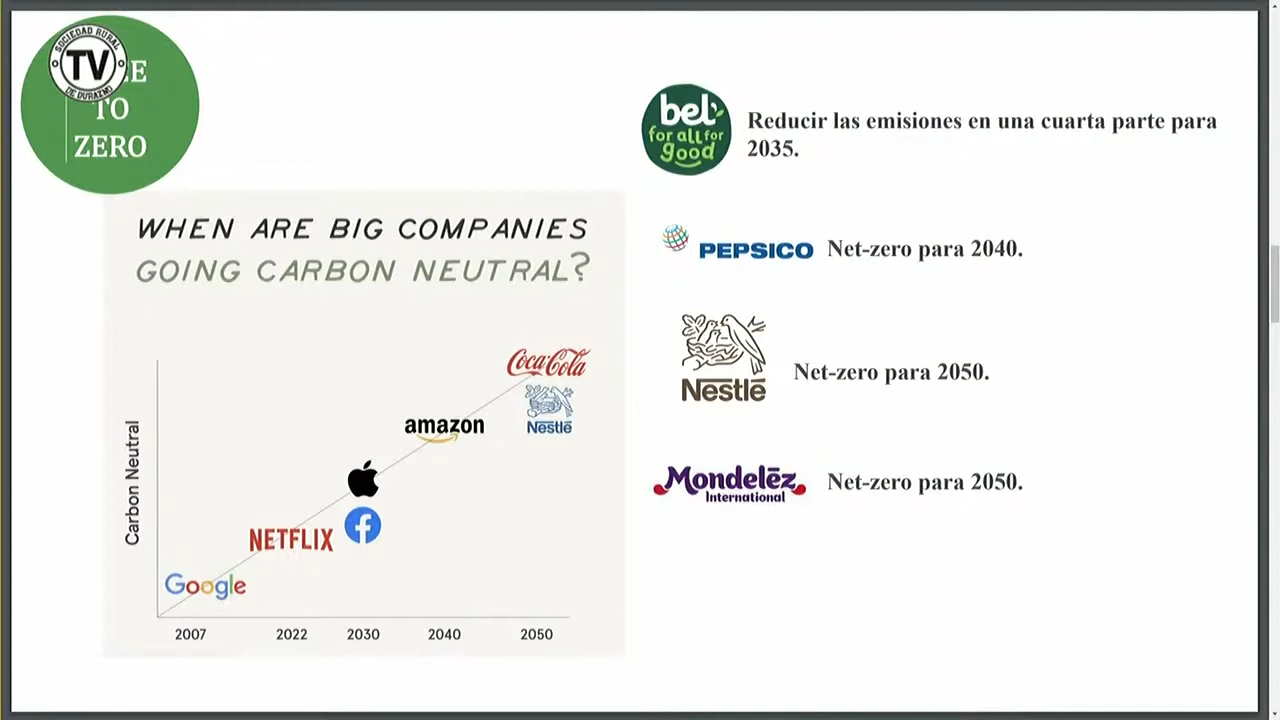 SOCIEDAD RURAL
TV
DE DURAZNO
TO
ZERO
WHEN ARE BIG COMPANIES
GOING CARBON NEUTRAL?
Carbon Neutral
Coca-Cola
Nestlé
amazon
NETFLIX
Google
2007 2022 2030 2040 2050
bel
for all for
good
Reducir las emisiones en una cuarta parte para
2035.
PEPSICO Net-zero para 2040.
Nestlé Net-zero para 2050.
Mondelēz
International
Net-zero para 2050.